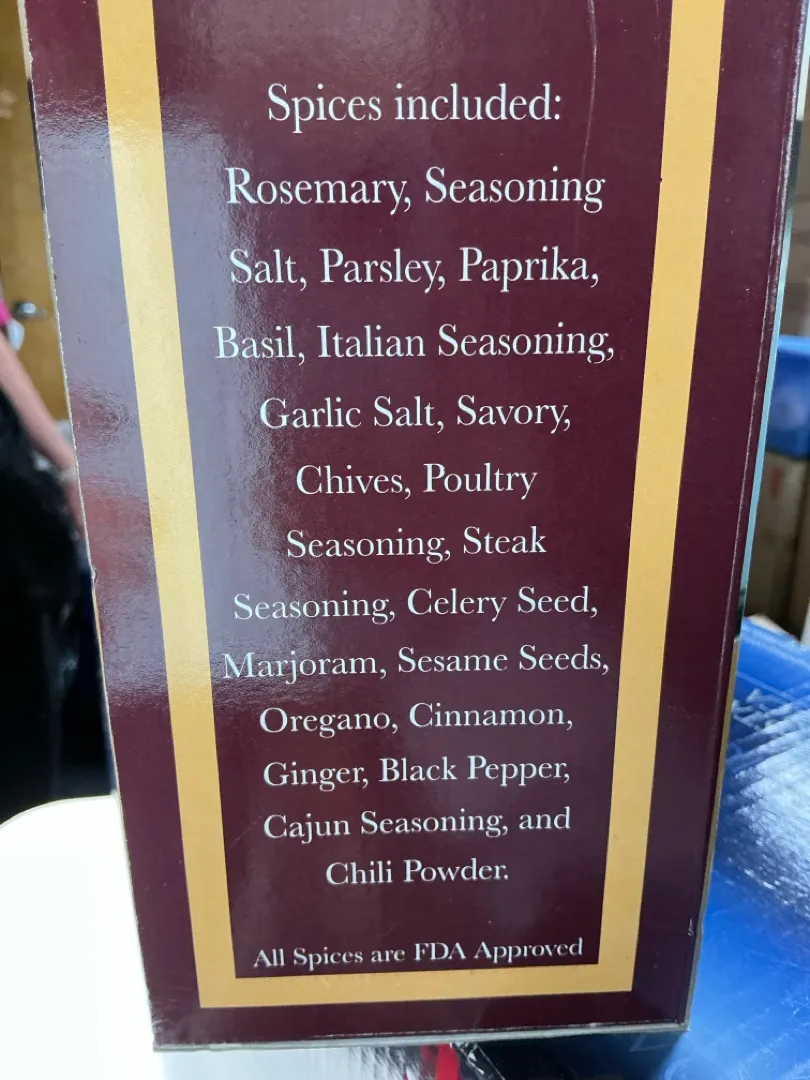 Spices included:
Rosemary, Seasoning
Salt, Parsley, Paprika,
Basil, Italian Seasoning,
Garlic Salt, Savory,
Chives, Poultry
Seasoning, Steak
Seasoning, Celery Seed,
Marjoram, Sesame Seeds,
Oregano, Cinnamon,
Ginger, Black Pepper,
Cajun Seasoning, and
Chili Powder.
All Spices are FDA Approved